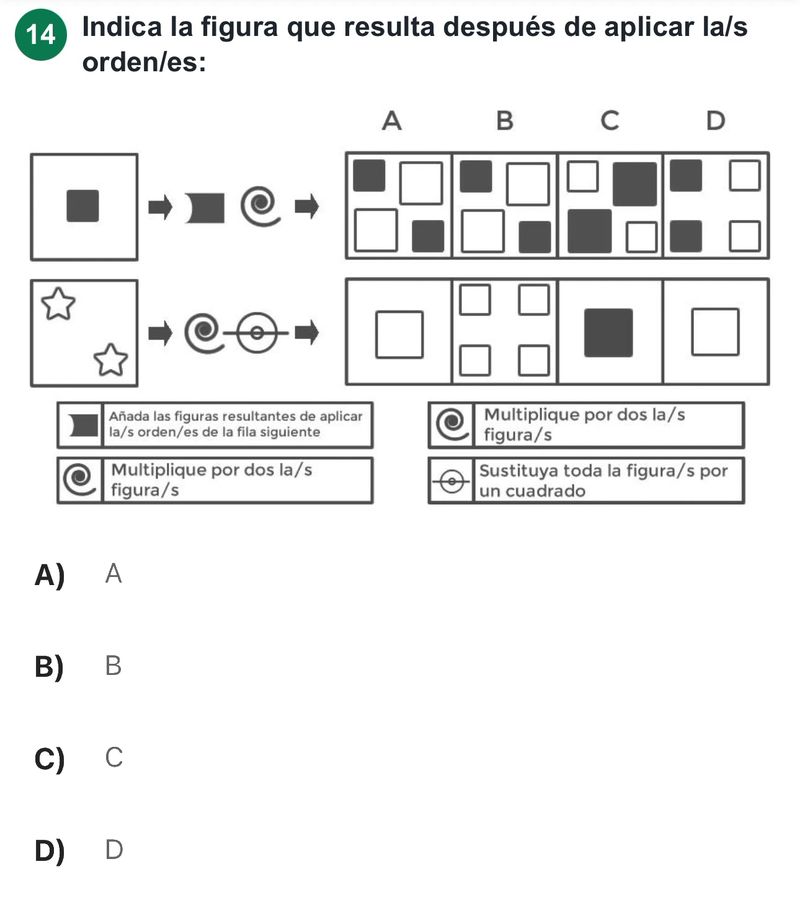 14 Indica la figura que resulta después de aplicar la/s
orden/es:
A B C D
Añada las figuras resultantes de aplicar
la/s orden/es de la fila siguiente
Multiplique por dos la/s
figura/s
Multiplique por dos la/s
figura/s
Sustituya toda la figura/s por
un cuadrado
A) A
B) B
C) C
D) D